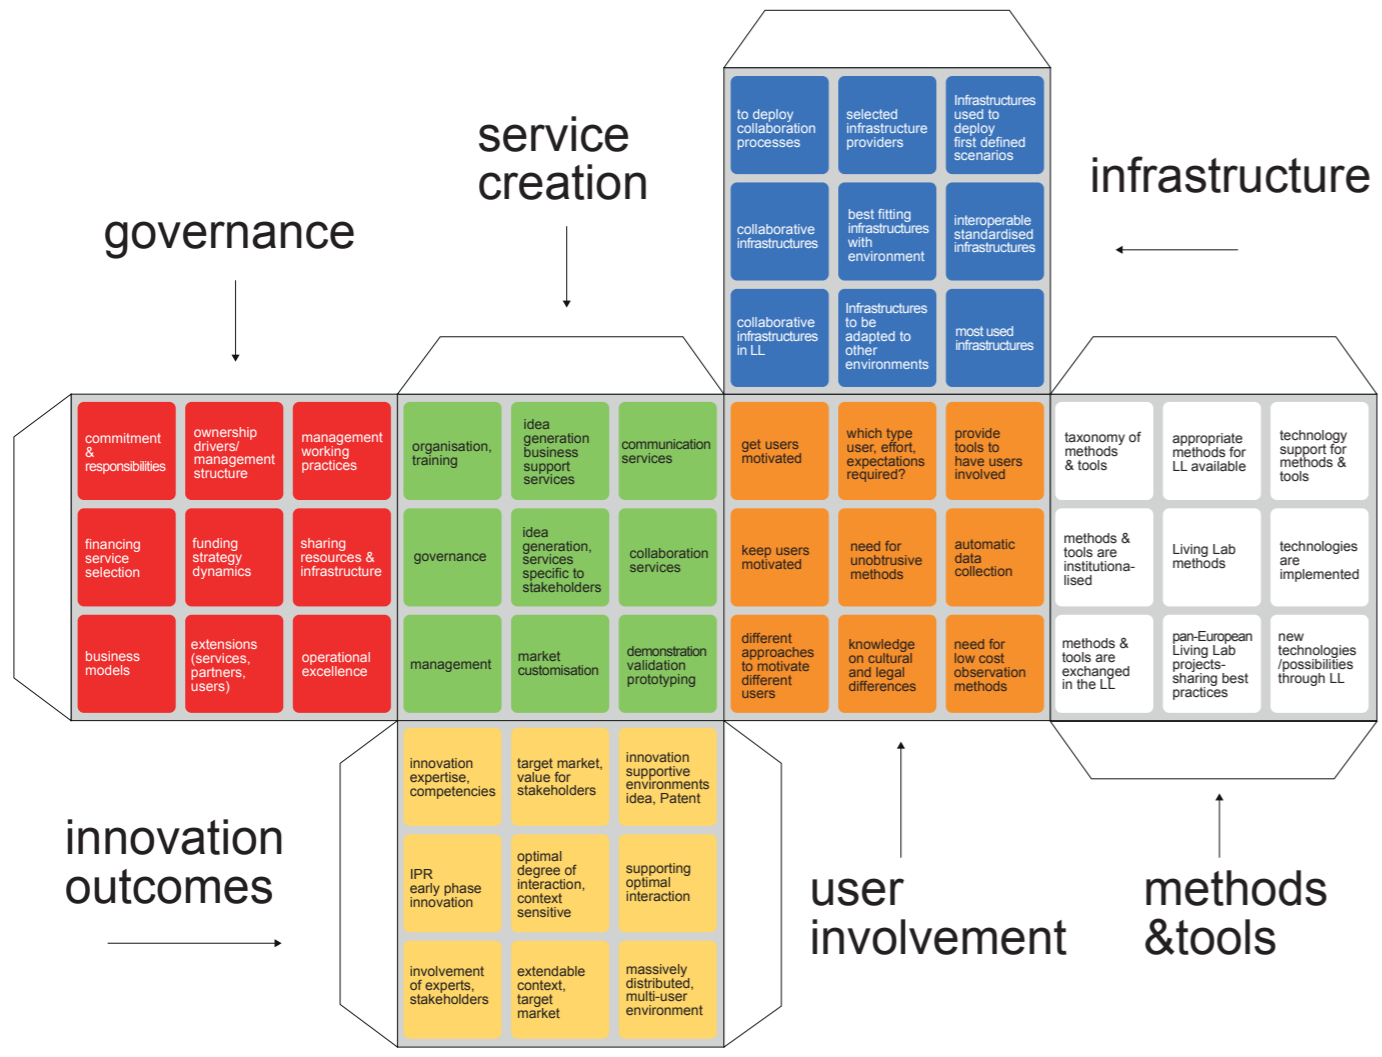 service
creation
governance
infrastructure
to deploy
collaboration
processes
selected
infrastructure
providers
Infrastructures
used to
deploy
first defined
scenarios
collaborative
infrastructures
best fitting
infrastructures
with
environment
interoperable
standardised
infrastructures
collaborative
infrastructures
in LL
Infrastructures
to be
adapted to
other
environments
most used
infrastructures
commitment
&
responsibilities
ownership
drivers/
management
structure
management
working
practices
financing
service
selection
funding
strategy
dynamics
sharing
resources &
infrastructure
business
models
extensions
(services,
partners,
users)
operational
excellence
organisation,
training
idea
generation
business
support
services
communication
services
governance
idea
generation,
services
specific to
stakeholders
collaboration
services
management
market
customisation
demonstration
validation
prototyping
get users
motivated
which type
user, effort,
expectations
required?
provide
tools to
have users
involved
keep users
motivated
need for
unobtrusive
methods
automatic
data
collection
different
approaches
to motivate
different
users
knowledge
on cultural
and legal
differences
need for
low cost
observation
methods
taxonomy of
methods
& tools
appropriate
methods for
LL available
technology
support for
methods &
tools
methods &
tools are
institutiona-
lised
Living Lab
methods
technologies
are
implemented
methods &
tools are
exchanged
in the LL
pan-European
Living Lab
projects-
sharing best
practices
new
technologies
/possibilities
through LL
innovation
expertise,
competencies
target market,
value for
stakeholders
innovation
supportive
environments
idea, Patent
IPR
early phase
innovation
optimal
degree of
interaction,
context
sensitive
supporting
optimal
interaction
involvement
of experts,
stakeholders
extendable
context,
target
market
massively
distributed,
multi-user
environment
innovation
outcomes
user
involvement
methods
&tools